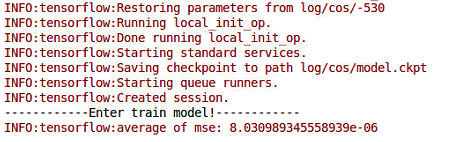 INFO:tensorflow:Restoring parameters from log/cos/-530
INFO:tensorflow:Running local_init_op.
INFO:tensorflow:Done running local_init_op.
INFO:tensorflow:Starting standard services.
INFO:tensorflow:Saving checkpoint to path log/cos/model.ckpt
INFO:tensorflow:Starting queue runners.
INFO:tensorflow:Created session.
------------Enter train model!------------
INFO:tensorflow:average of mse: 8.030989345558939e-06